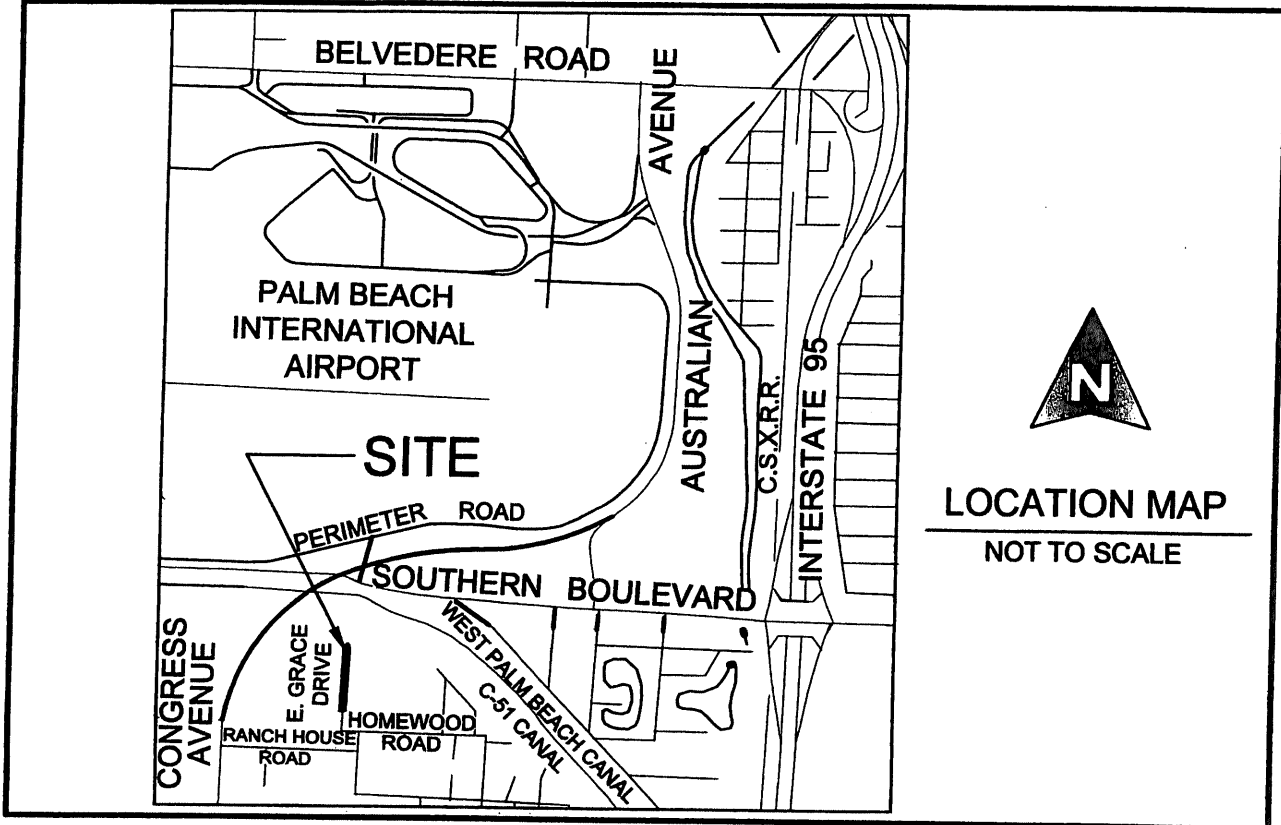 BELVEDERE ROAD
AVENUE
PALM BEACH
INTERNATIONAL
AIRPORT
AUSTRALIAN
C.S.X.R.R.
INTERSTATE 95
SITE
PERIMETER ROAD
SOUTHERN BOULEVARD
WEST PALM BEACH CANAL
C-51 CANAL
CONGRESS
AVENUE
E. GRACE
DRIVE
RANCH HOUSE
ROAD
HOMEWOOD
ROAD
N
LOCATION MAP
NOT TO SCALE